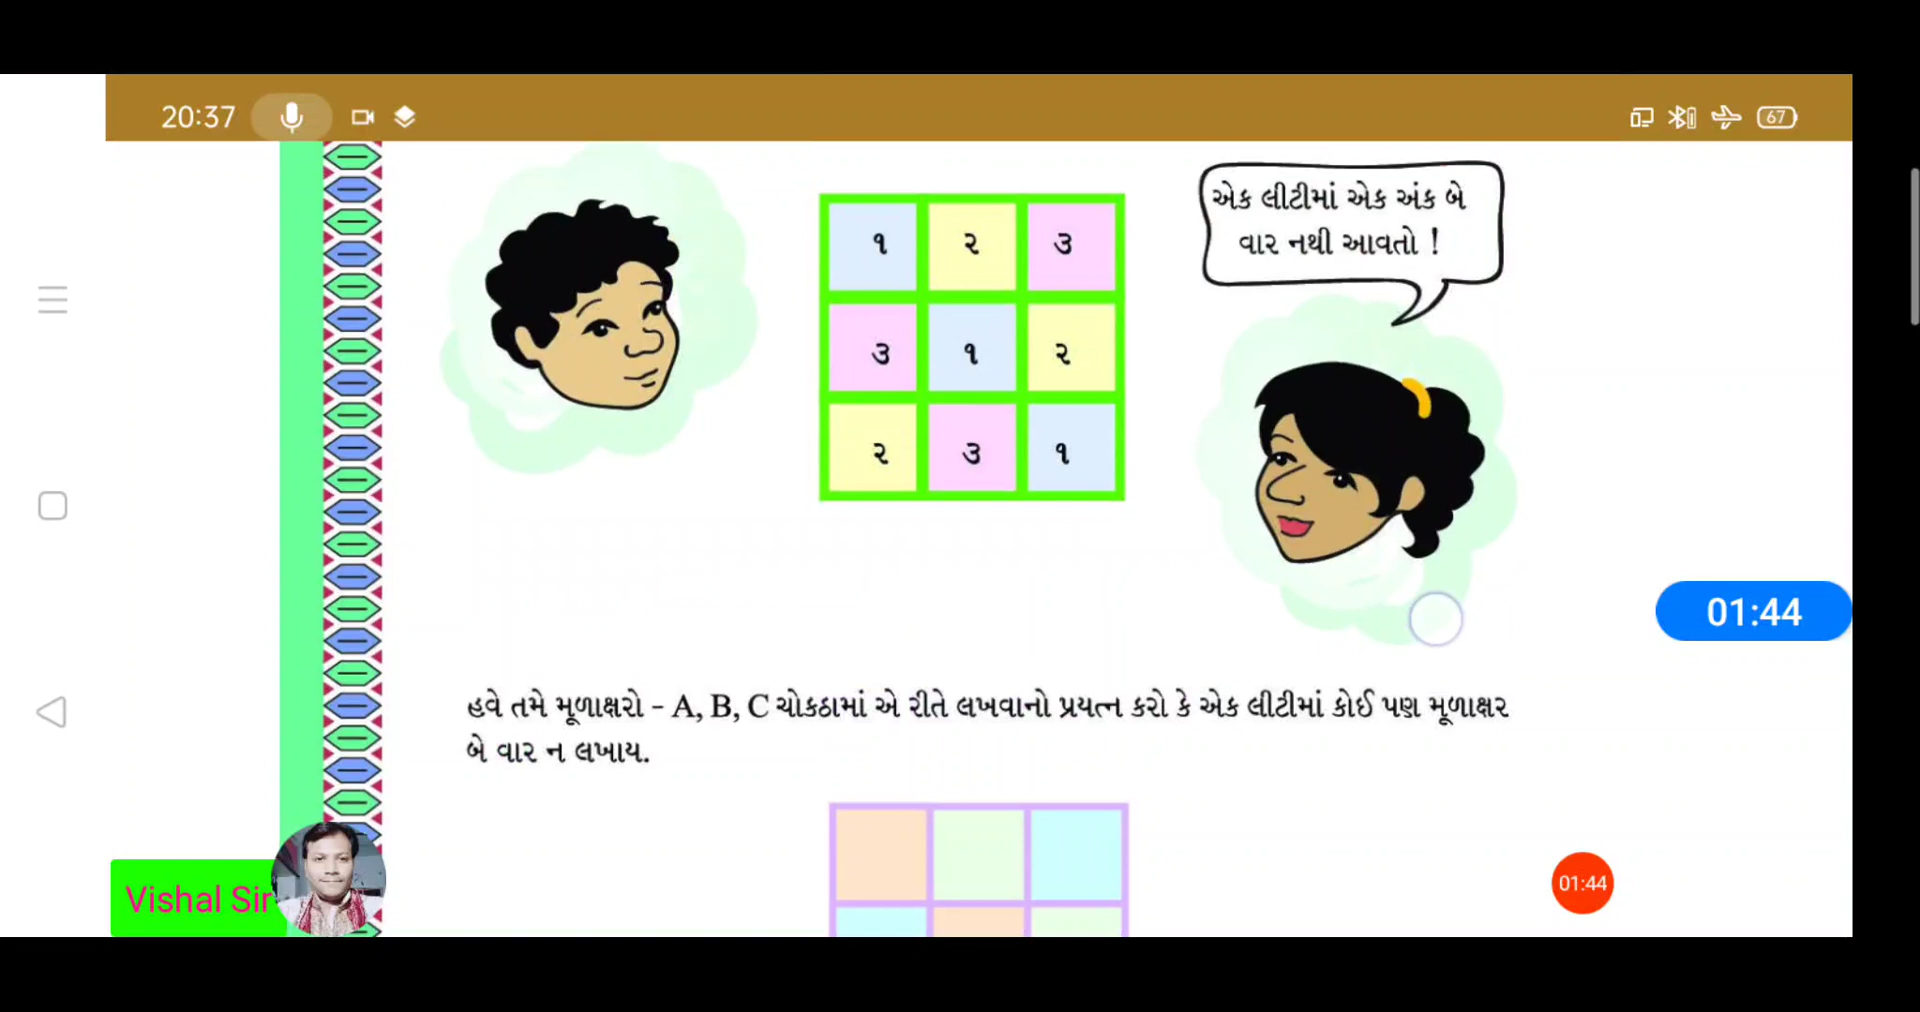 20:37
67
એક લીટીમાં એક અંક બે
વાર નથી આવતો !
૧ ૨ ૩
૩ ૧ ૨
૨ ૩ ૧
01:44
હવે તમે મૂળાક્ષરો - A, B, C ચોકઠામાં એ રીતે લખવાનો પ્રયત્ન કરો કે એક લીટીમાં કોઈ પણ મૂળાક્ષર
બે વાર ન લખાય.
01:44
Vishal Sir